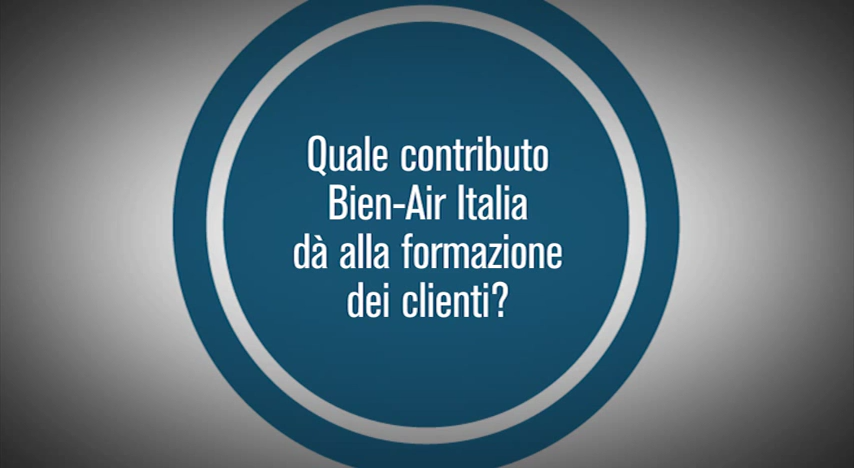 Quale contributo
Bien-Air Italia
dà alla formazione
dei clienti?